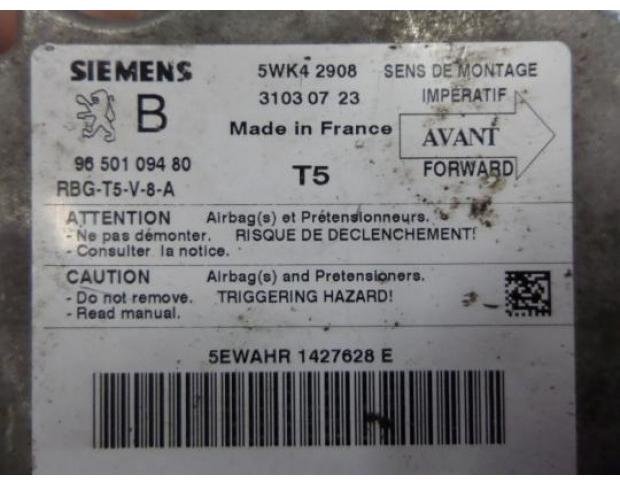 SIEMENS 5WK4 2908 SENS DE MONTAGE
B 3103 07 23 IMPERATIF
Made in France AVANT
96 501 094 80 T5 FORWARD
RBG-T5-V-8-A
ATTENTION Airbag(s) et Prétensionneurs.
- Ne pas démonter. RISQUE DE DECLENCHEMENT!
- Consulter la notice.
CAUTION Airbag(s) and Pretensioners.
- Do not remove. TRIGGERING HAZARD!
- Read manual.
5EWAHR 1427628 E